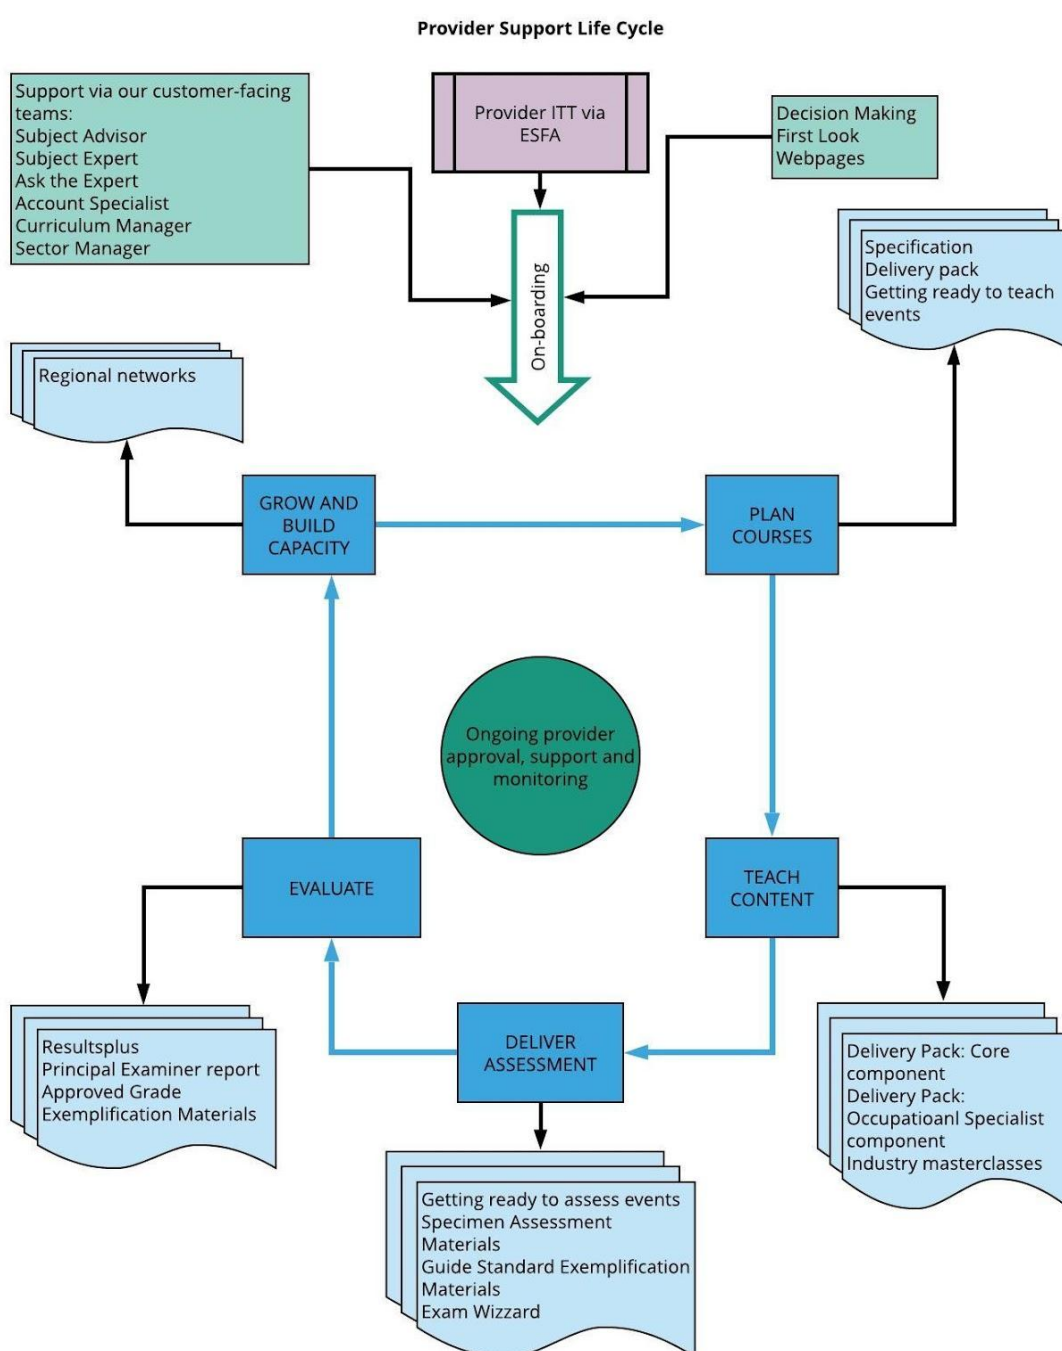 Provider Support Life Cycle
Support via our customer-facing
teams:
Subject Advisor
Subject Expert
Ask the Expert
Account Specialist
Curriculum Manager
Sector Manager
Provider ITT via
ESFA
Decision Making
First Look
Webpages
On-boarding
Specification
Delivery pack
Getting ready to teach
events
Regional networks
GROW AND
BUILD
CAPACITY
PLAN
COURSES
Ongoing provider
approval, support and
monitoring
EVALUATE
TEACH
CONTENT
DELIVER
ASSESSMENT
Resultsplus
Principal Examiner report
Approved Grade
Exemplification Materials
Delivery Pack: Core
component
Delivery Pack:
Occupatioanl Specialist
component
Industry masterclasses
Getting ready to assess events
Specimen Assessment
Materials
Guide Standard Exemplification
Materials
Exam Wizzard